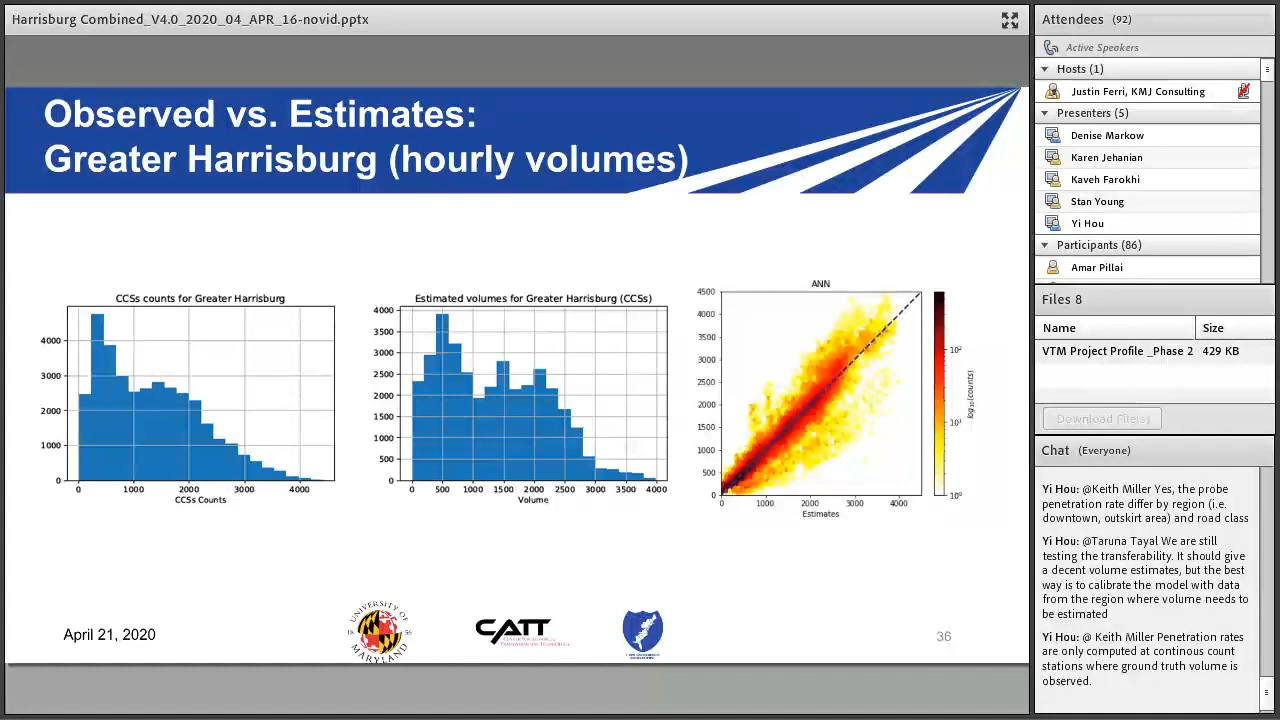 Harrisburg Combined_V4.0_2020_04_APR_16-novid.pptx
Observed vs. Estimates:
Greater Harrisburg (hourly volumes)
CCSs counts for Greater Harrisburg
4000
3000
2000
1000
0
0 1000 2000 3000 4000
CCSs Counts
Estimated volumes for Greater Harrisburg (CCSs)
4000
3500
3000
2500
2000
1500
1000
500
0
0 500 1000 1500 2000 2500 3000 3500 4000
Volume
ANN
4500
4000
3500
3000
2500
2000
1500
1000
500
0
0 1000 2000 3000 4000
Estimates
10²
10¹
10⁰
log₁₀(counts)
April 21, 2020
UNIVERSITY OF
18 56
MARYLAND
CATT
36
Attendees (92)
Active Speakers
Hosts (1)
Justin Ferri, KMJ Consulting
Presenters (5)
Denise Markow
Karen Jehanian
Kaveh Farokhi
Stan Young
Yi Hou
Participants (86)
Amar Pillai
Files 8
Name Size
VTM Project Profile _Phase 2 429 KB
Download File(s)
Chat (Everyone)
Yi Hou: @Keith Miller Yes, the probe
penetration rate differ by region (i.e.
downtown, outskirt area) and road class
Yi Hou: @Taruna Tayal We are still
testing the transferability. It should give
a decent volume estimates, but the best
way is to calibrate the model with data
from the region where volume needs to
be estimated
Yi Hou: @ Keith Miller Penetration rates
are only computed at continous count
stations where ground truth volume is
observed.